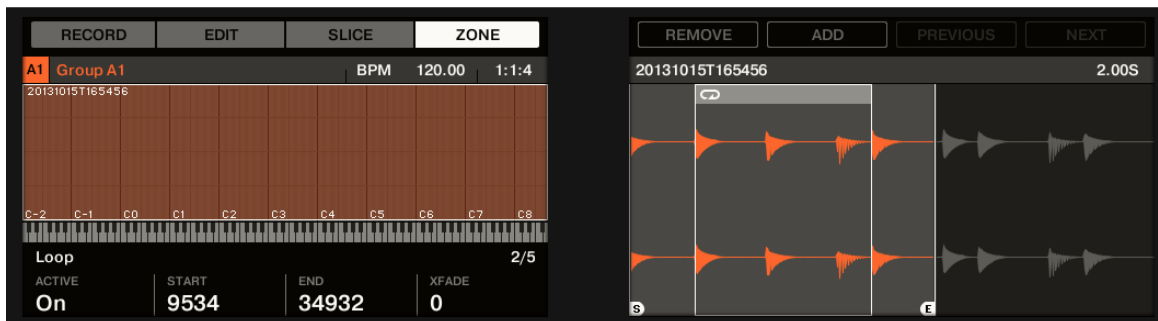 RECORD EDIT SLICE ZONE
A1 Group A1 BPM 120.00 1:1:4
20131015T165456
C-2 C-1 C0 C1 C2 C3 C4 C5 C6 C7 C8
Loop 2/5
ACTIVE START END XFADE
On 9534 34932 0
REMOVE ADD PREVIOUS NEXT
20131015T165456 2.00S
S E